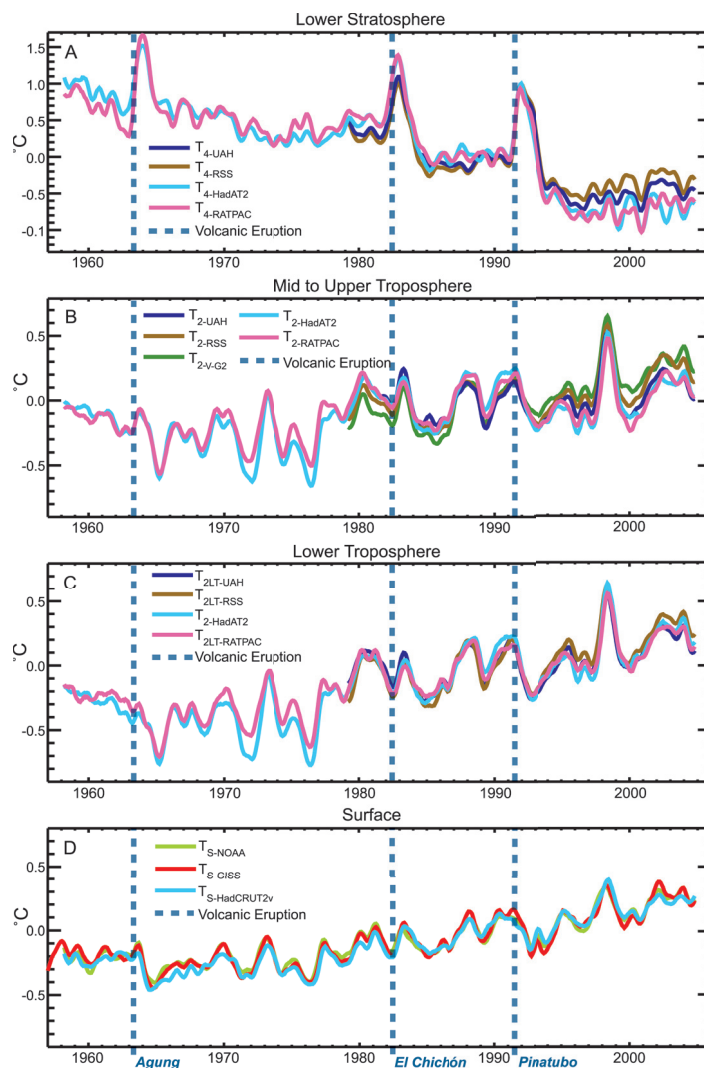 Lower Stratosphere
A
1.5
1.0
0.5
0.0
-0.5
-0.1
°C
T4-UAH
T4-RSS
T4-HadAT2
T4-RATPAC
Volcanic Eruption
1960 1970 1980 1990 2000
Mid to Upper Troposphere
B
0.5
0.0
-0.5
°C
T2-UAH T2-HadAT2
T2-RSS T2-RATPAC
T2-V-G2 Volcanic Eruption
1960 1970 1980 1990 2000
Lower Troposphere
C
0.5
0.0
-0.5
°C
T2LT-UAH
T2LT-RSS
T2-HadAT2
T2LT-RATPAC
Volcanic Eruption
1960 1970 1980 1990 2000
Surface
D
0.5
0.0
-0.5
°C
TS-NOAA
TS-HadCRUT2v
Volcanic Eruption
1960 1970 1980 1990 2000
Agung El Chichón Pinatubo